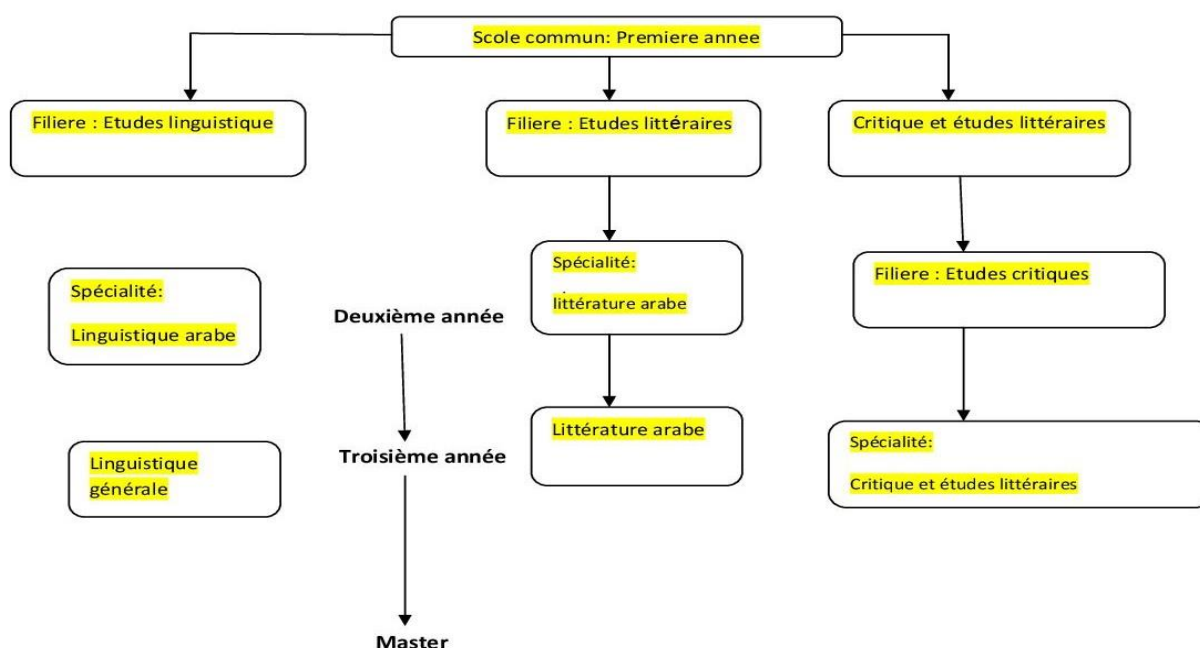 Scole commun: Premiere annee
Filiere : Etudes linguistique
Filiere : Etudes littéraires
Critique et études littéraires
Spécialité:
Linguistique arabe
Deuxième année
Spécialité:
littérature arabe
Filiere : Etudes critiques
Linguistique
générale
Troisième année
Littérature arabe
Spécialité:
Critique et études littéraires
Master